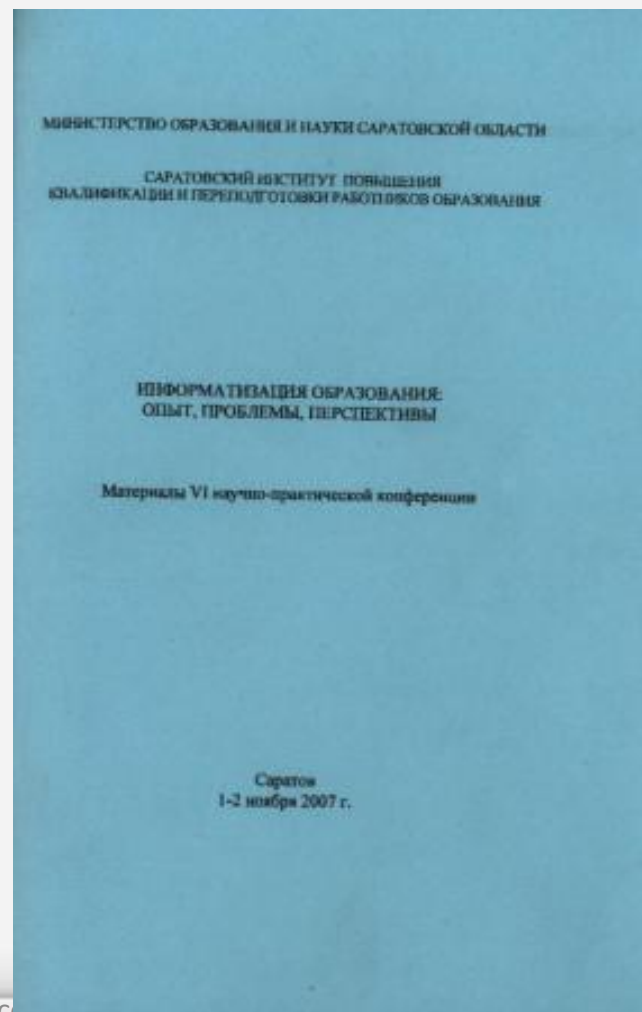 МИНИСТЕРСТВО ОБРАЗОВАНИЯ И НАУКИ САРАТОВСКОЙ ОБЛАСТИ
САРАТОВСКИЙ ИНСТИТУТ ПОВЫШЕНИЯ
КВАЛИФИКАЦИИ И ПЕРЕПОДГОТОВКИ РАБОТНИКОВ ОБРАЗОВАНИЯ
ИНФОРМАТИЗАЦИЯ ОБРАЗОВАНИЯ:
ОПЫТ, ПРОБЛЕМЫ, ПЕРСПЕКТИВЫ
Материалы VI научно-практической конференции
Саратов
1-2 ноября 2007 г.